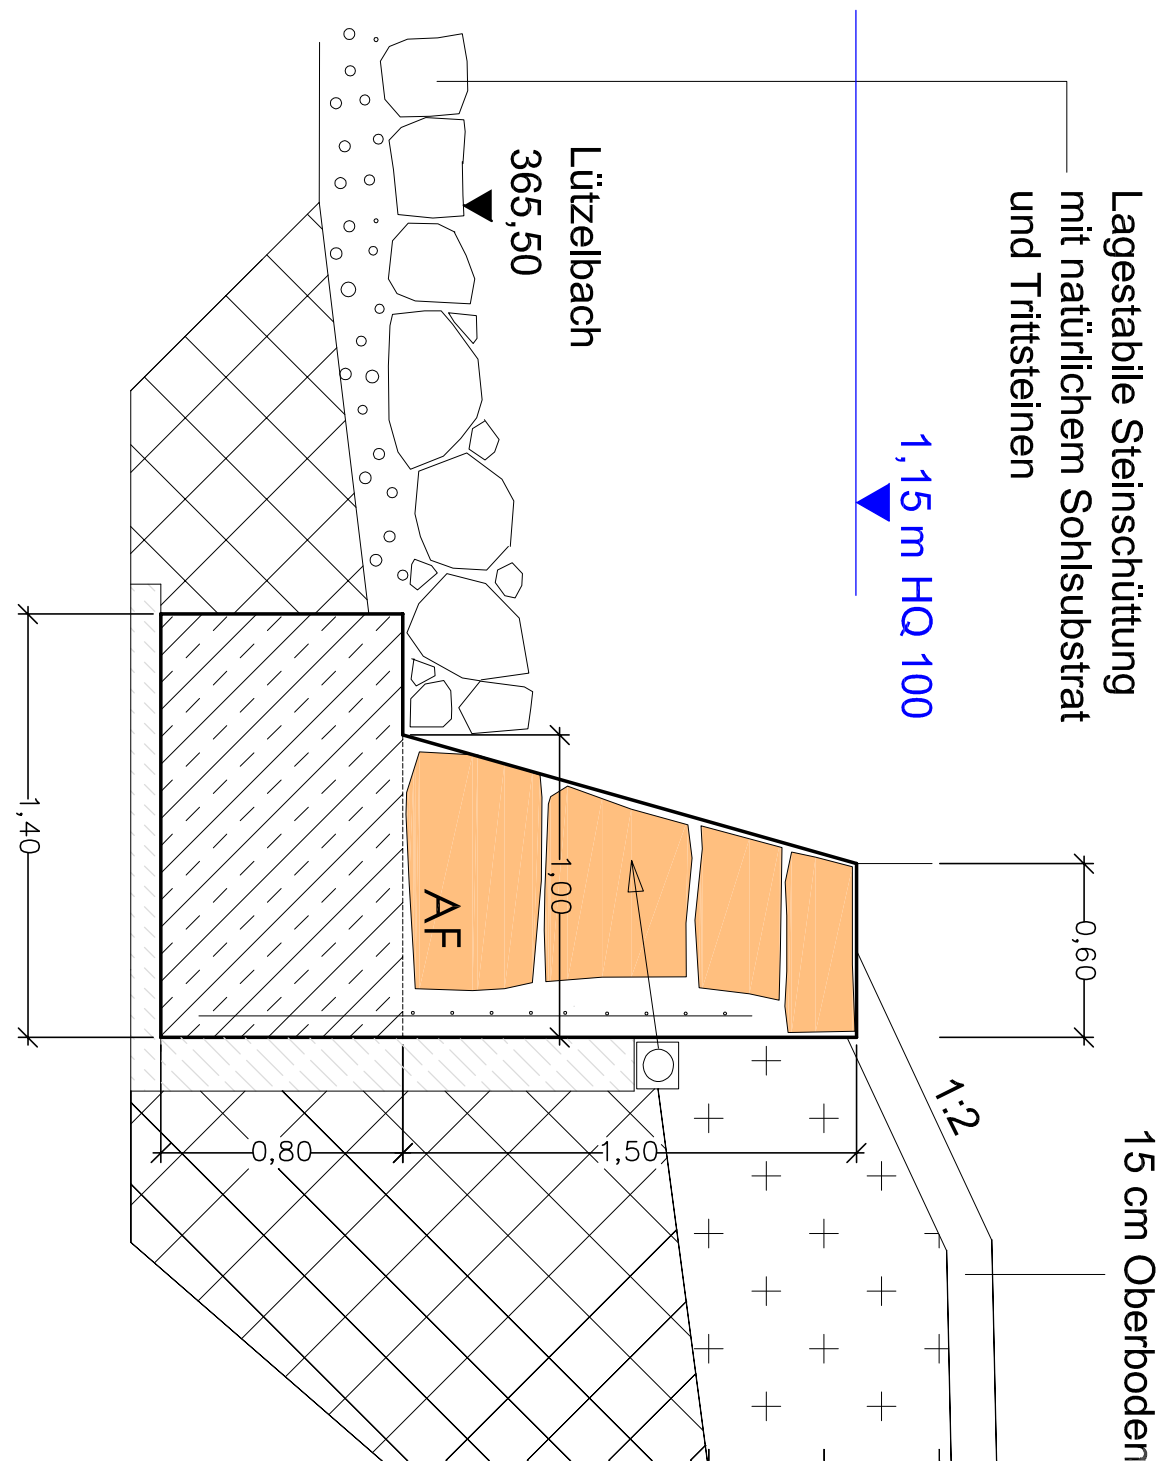 Lagestabile Steinschüttung
mit natürlichem Sohlsubstrat
und Trittsteinen
1,15 m HQ 100
Lützelbach
365,50
15 cm Oberboden
1:2
0,60
1,00
AF
1,50
0,80
1,40